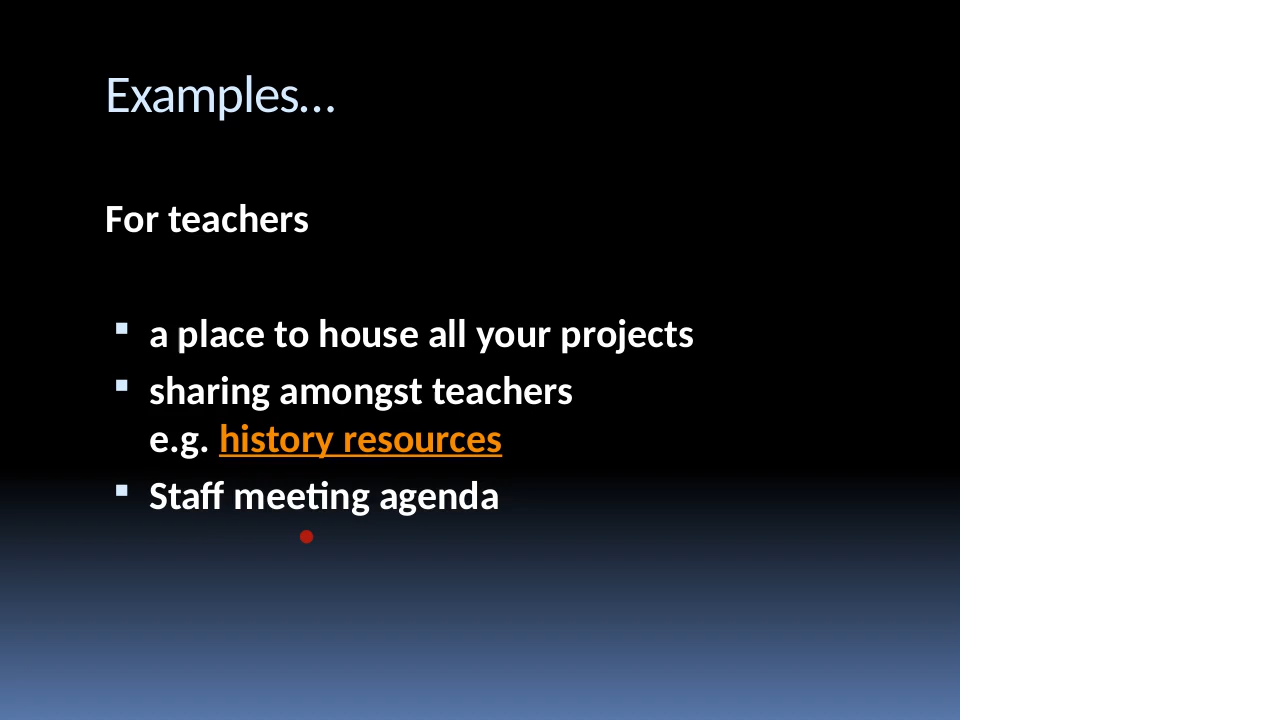 Examples…
For teachers
▪ a place to house all your projects
▪ sharing amongst teachers
e.g. history resources
▪ Staff meeting agenda